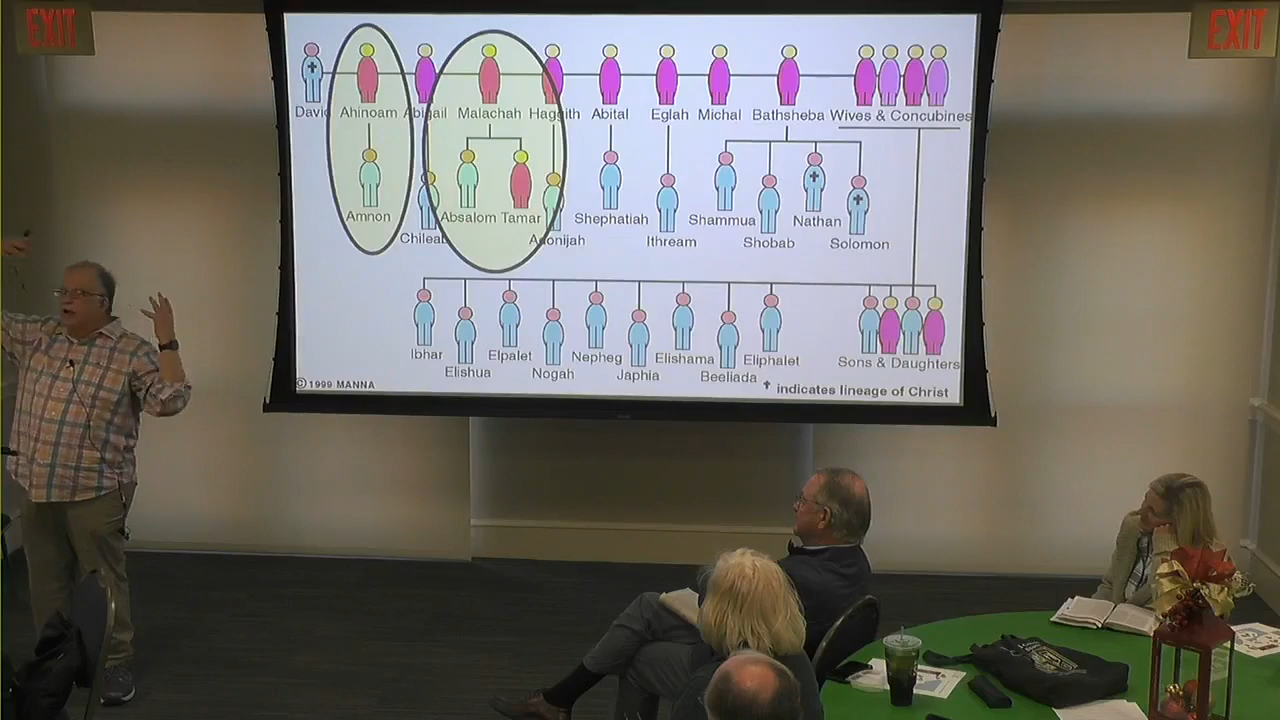 EXIT
EXIT
David Ahinoam Abigail Malachah Haggith Abital Eglah Michal Bathsheba Wives & Concubines
Amnon Absalom Tamar Shephatiah Shammua Nathan
Chileab Adonijah Ithream Shobab Solomon
Ibhar Elpalet Nepheg Elishama Eliphalet Sons & Daughters
Elishua Nogah Japhia Beeliada
© 1999 MANNA
✝ indicates lineage of Christ